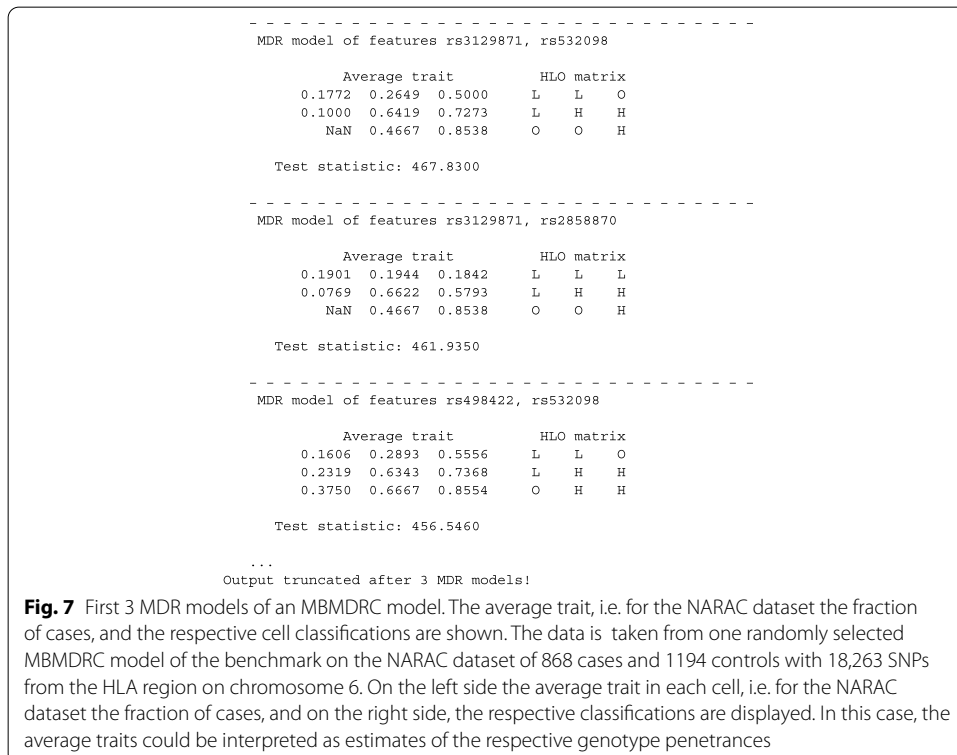 - - - - - - - - - - - - - - - - - - - - - - - - - - - - - - -
MDR model of features rs3129871, rs532098
Average trait HLO matrix
0.1772 0.2649 0.5000 L L O
0.1000 0.6419 0.7273 L H H
NaN 0.4667 0.8538 O O H
Test statistic: 467.8300
- - - - - - - - - - - - - - - - - - - - - - - - - - - - - - -
MDR model of features rs3129871, rs2858870
Average trait HLO matrix
0.1901 0.1944 0.1842 L L L
0.0769 0.6622 0.5793 L H H
NaN 0.4667 0.8538 O O H
Test statistic: 461.9350
- - - - - - - - - - - - - - - - - - - - - - - - - - - - - - -
MDR model of features rs498422, rs532098
Average trait HLO matrix
0.1606 0.2893 0.5556 L L O
0.2319 0.6343 0.7368 L H H
0.3750 0.6667 0.8554 O H H
Test statistic: 456.5460
...
Output truncated after 3 MDR models!
Fig. 7 First 3 MDR models of an MBMDRC model. The average trait, i.e. for the NARAC dataset the fraction
of cases, and the respective cell classifications are shown. The data is taken from one randomly selected
MBMDRC model of the benchmark on the NARAC dataset of 868 cases and 1194 controls with 18,263 SNPs
from the HLA region on chromosome 6. On the left side the average trait in each cell, i.e. for the NARAC
dataset the fraction of cases, and on the right side, the respective classifications are displayed. In this case, the
average traits could be interpreted as estimates of the respective genotype penetrances